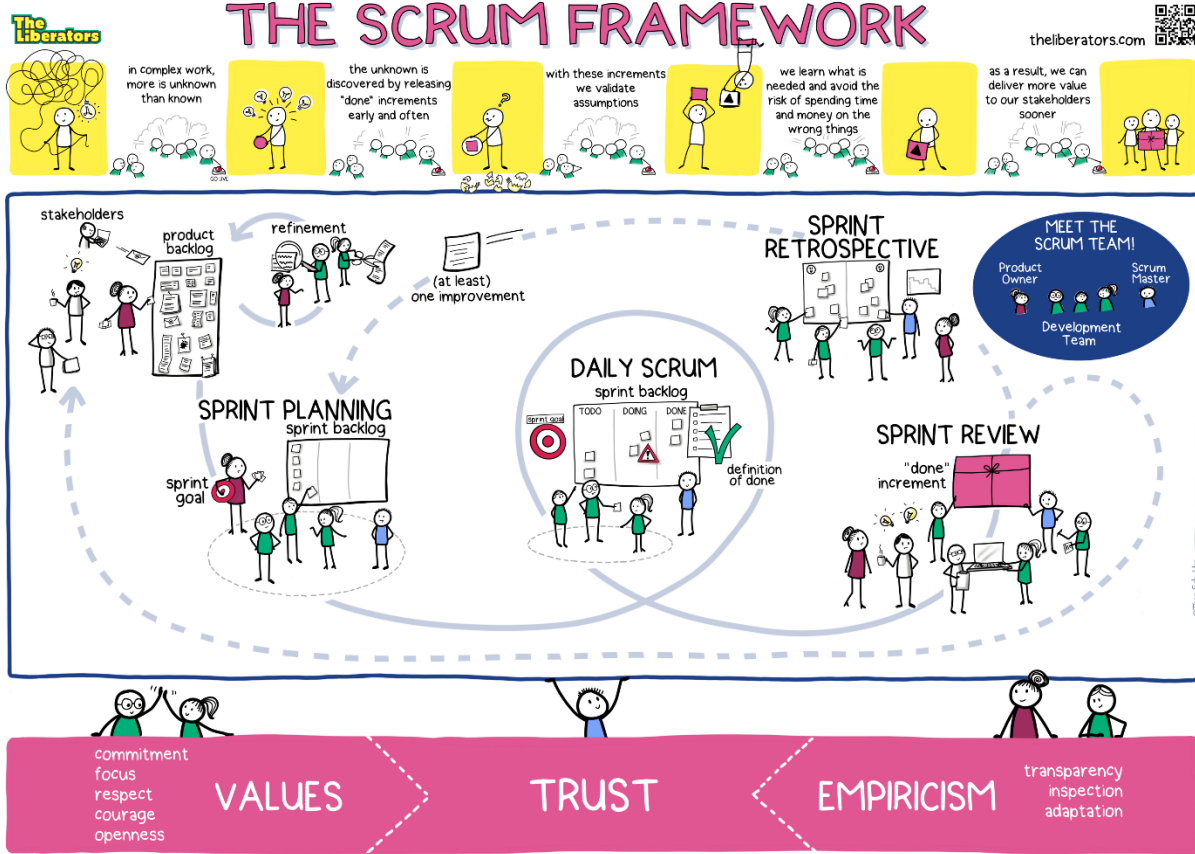 The
Liberators
THE SCRUM FRAMEWORK
theliberators.com
in complex work,
more is unknown
than known
GO LIVE
the unknown is
discovered by releasing
"done" increments
early and often
?
with these increments
we validate
assumptions
we learn what is
needed and avoid the
risk of spending time
and money on the
wrong things
as a result, we can
deliver more value
to our stakeholders
sooner
stakeholders
product
backlog
refinement
(at least)
one improvement
SPRINT
RETROSPECTIVE
MEET THE
SCRUM TEAM!
Product
Owner
Scrum
Master
Development
Team
SPRINT PLANNING
sprint backlog
sprint
goal
DAILY SCRUM
sprint backlog
sprint goal
TODO
DOING
DONE
definition
of done
SPRINT REVIEW
"done"
increment
commitment
focus
respect
courage
openness
VALUES
TRUST
EMPIRICISM
transparency
inspection
adaptation